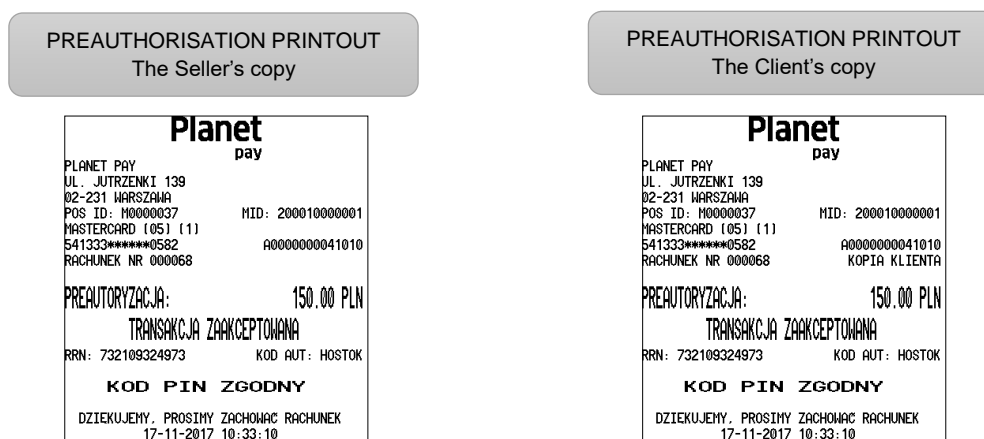 PREAUTHORISATION PRINTOUT
The Seller's copy
Planet
pay
PLANET PAY
UL. JUTRZENKI 139
02-231 WARSZAWA
POS ID: M0000037 MID: 200010000001
MASTERCARD (05) (1)
541333******0582 A0000000041010
RACHUNEK NR 000068
PREAUTORYZACJA: 150.00 PLN
TRANSAKCJA ZAAKCEPTOWANA
RRN: 732109324973 KOD AUT: HOSTOK
KOD PIN ZGODNY
DZIEKUJEMY, PROSIMY ZACHOWAĆ RACHUNEK
17-11-2017 10:33:10
PREAUTHORISATION PRINTOUT
The Client's copy
Planet
pay
PLANET PAY
UL. JUTRZENKI 139
02-231 WARSZAWA
POS ID: M0000037 MID: 200010000001
MASTERCARD (05) (1)
541333******0582 A0000000041010
RACHUNEK NR 000068 KOPIA KLIENTA
PREAUTORYZACJA: 150.00 PLN
TRANSAKCJA ZAAKCEPTOWANA
RRN: 732109324973 KOD AUT: HOSTOK
KOD PIN ZGODNY
DZIEKUJEMY, PROSIMY ZACHOWAĆ RACHUNEK
17-11-2017 10:33:10